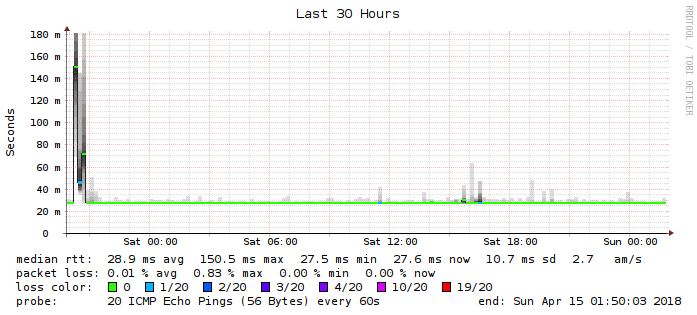 Last 30 Hours
RRDTOOL / TOBI OETIKER
Seconds
180 m
160 m
140 m
120 m
100 m
80 m
60 m
40 m
20 m
0
Sat 00:00 Sat 06:00 Sat 12:00 Sat 18:00 Sun 00:00
median rtt: 28.9 ms avg 150.5 ms max 27.5 ms min 27.6 ms now 10.7 ms sd 2.7 am/s
packet loss: 0.01 % avg 0.83 % max 0.00 % min 0.00 % now
loss color: 0 1/20 2/20 3/20 4/20 10/20 19/20
probe: 20 ICMP Echo Pings (56 Bytes) every 60s end: Sun Apr 15 01:50:03 2018